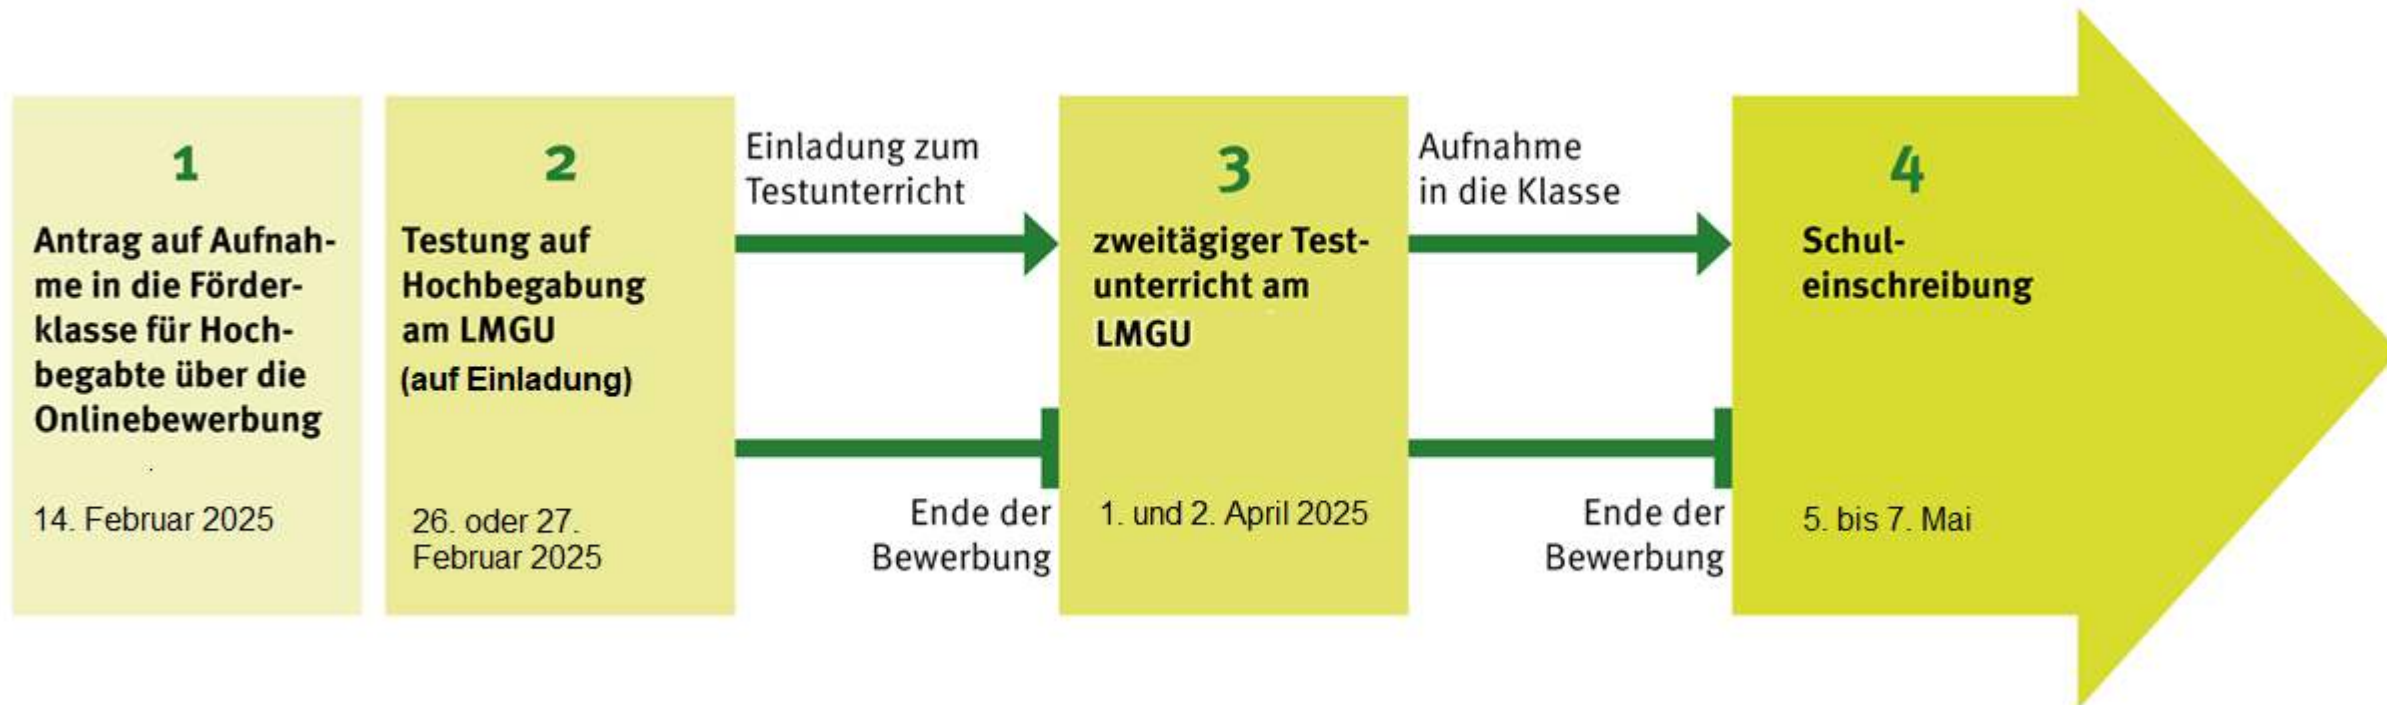 1
Antrag auf Aufnah-
me in die Förder-
klasse für Hoch-
begabte über die
Onlinebewerbung
.
14. Februar 2025
2
Testung auf
Hochbegabung
am LMGU
(auf Einladung)
26. oder 27.
Februar 2025
Einladung zum
Testunterricht
Ende der
Bewerbung
3
zweitägiger Test-
unterricht am
LMGU
1. und 2. April 2025
Aufnahme
in die Klasse
Ende der
Bewerbung
4
Schul-
einschreibung
5. bis 7. Mai